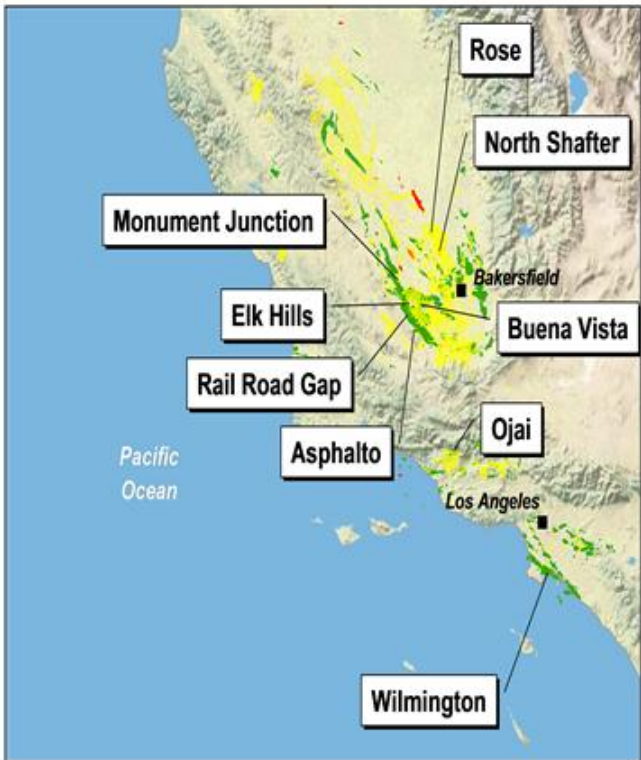 Rose
North Shafter
Monument Junction
Bakersfield
Elk Hills
Buena Vista
Rail Road Gap
Ojai
Asphalto
Pacific
Ocean
Los Angeles
Wilmington